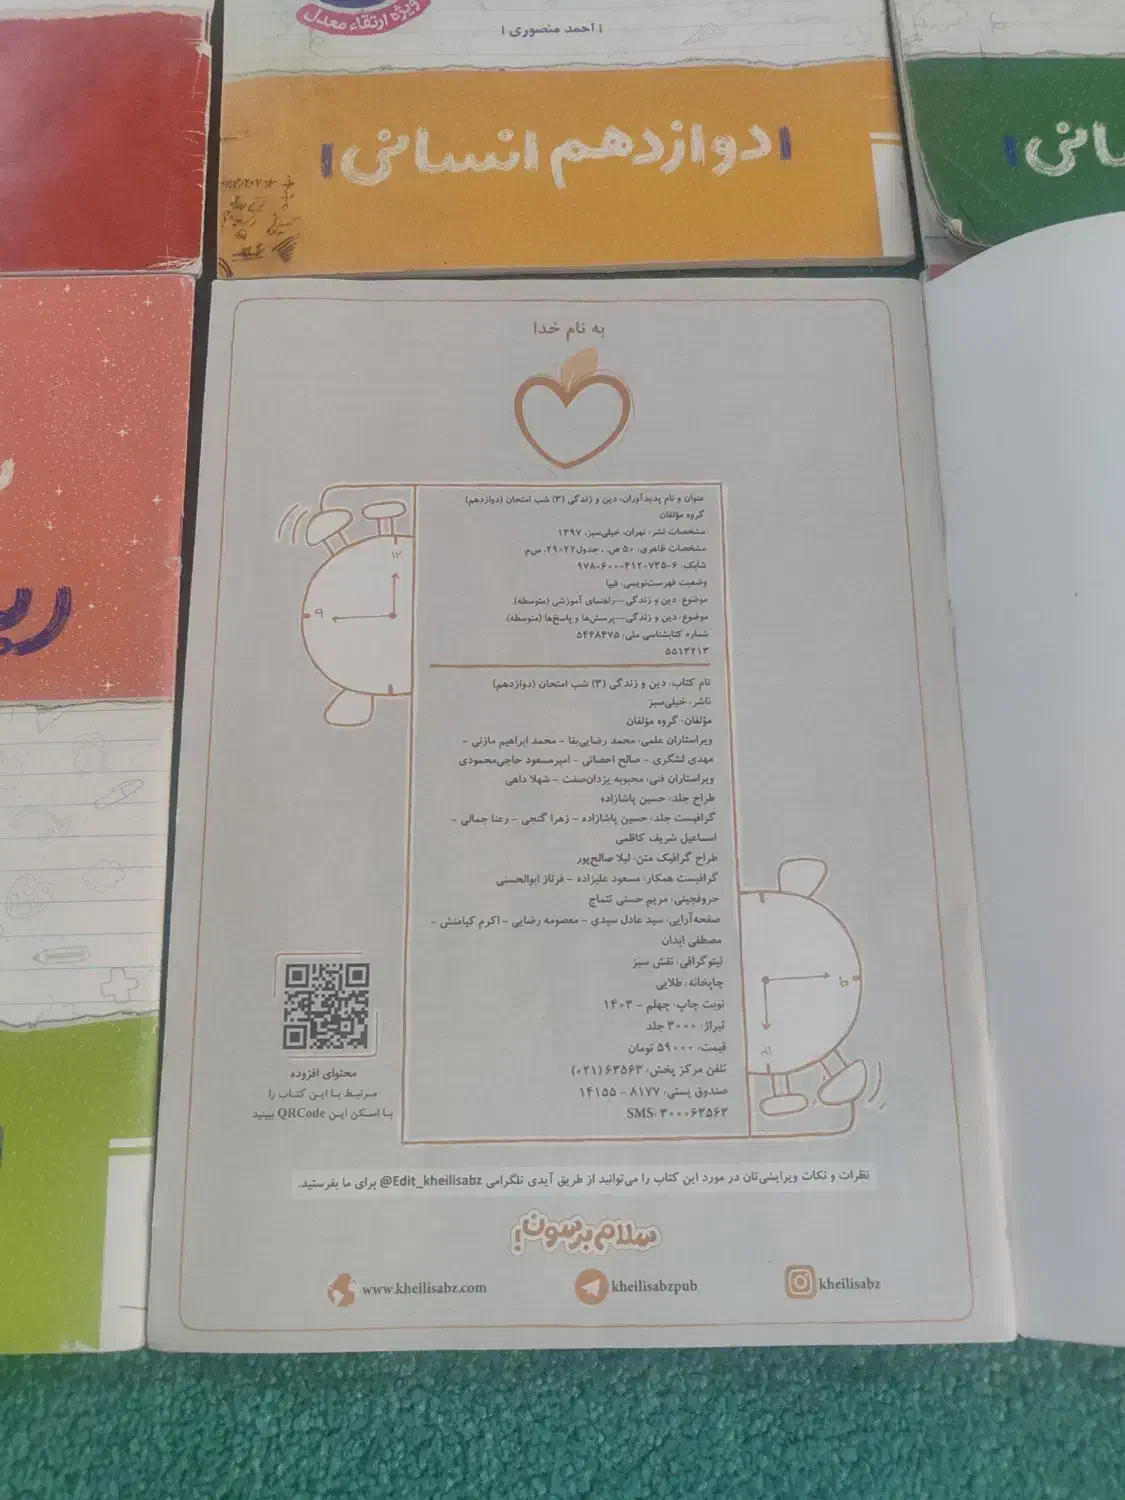 ویژه ارتقاء معدل
احمد منصوری
دوازدهم انسانی
به نام خدا
عنوان و نام پدیدآوران: دین و زندگی (۳) شب امتحان (دوازدهم)
گروه مؤلفان
مشخصات نشر: تهران، خیلی‌سبز، ۱۳۹۷
مشخصات ظاهری: ۵۰ ص. ، جدول؛ ۲۷×۲۹، س‌م.
شابک: ۶-۷۳۵-۴۱۲-۶۰۰-۹۷۸
وضعیت فهرست‌نویسی: فیپا
موضوع: دین و زندگی--راهنمای آموزشی (متوسطه).
موضوع: دین و زندگی--پرسش‌ها و پاسخ‌ها (متوسطه).
شماره کتابشناسی ملی: ۵۴۴۸۴۷۵
۵۵۱۳۲۱۳
نام کتاب: دین و زندگی (۳) شب امتحان (دوازدهم)
ناشر: خیلی‌سبز
مؤلفان: گروه مؤلفان
ویراستاران علمی: محمد رضایی‌بقا - محمد ابراهیم مازنی -
مهدی لشگری - صالح احصائی - امیرمسعود حاجی‌محمودی
ویراستاران فنی: محبوبه یزدان‌صفت - شهلا داهی
طراح جلد: حسین پاشازاده
گرافیست جلد: حسین پاشازاده - زهرا گنجی - رعنا جمالی -
اسماعیل شریف کاظمی
طراح گرافیک متن: لیلا صالح‌پور
گرافیست همکار: مسعود علیزاده - فرناز ابوالحسنی
حروفچینی: مریم حسنی تتماج
صفحه‌آرایی: سید عادل سیدی - معصومه رضایی - اکرم کیامنش -
مصطفی ایدان
لیتوگرافی: نقش سبز
چاپخانه: طلایی
نوبت چاپ: چهلم - ۱۴۰۳
تیراژ: ۳۰۰۰ جلد
قیمت: ۵۹۰۰۰ تومان
تلفن مرکز پخش: ۶۳۵۶۳ (۰۲۱)
صندوق پستی: ۸۱۷۷ - ۱۴۱۵۵
SMS: ۳۰۰۰۶۳۵۶۳
محتوای افزوده
مرتبط با این کتاب را
با اسکن این QRCode ببینید
نظرات و نکات ویرایشی‌تان در مورد این کتاب را می‌توانید از طریق آیدی تلگرامی @Edit_kheilisabz برای ما بفرستید.
سلام برسون!
www.kheilisabz.com
kheilisabzpub
kheilisabz